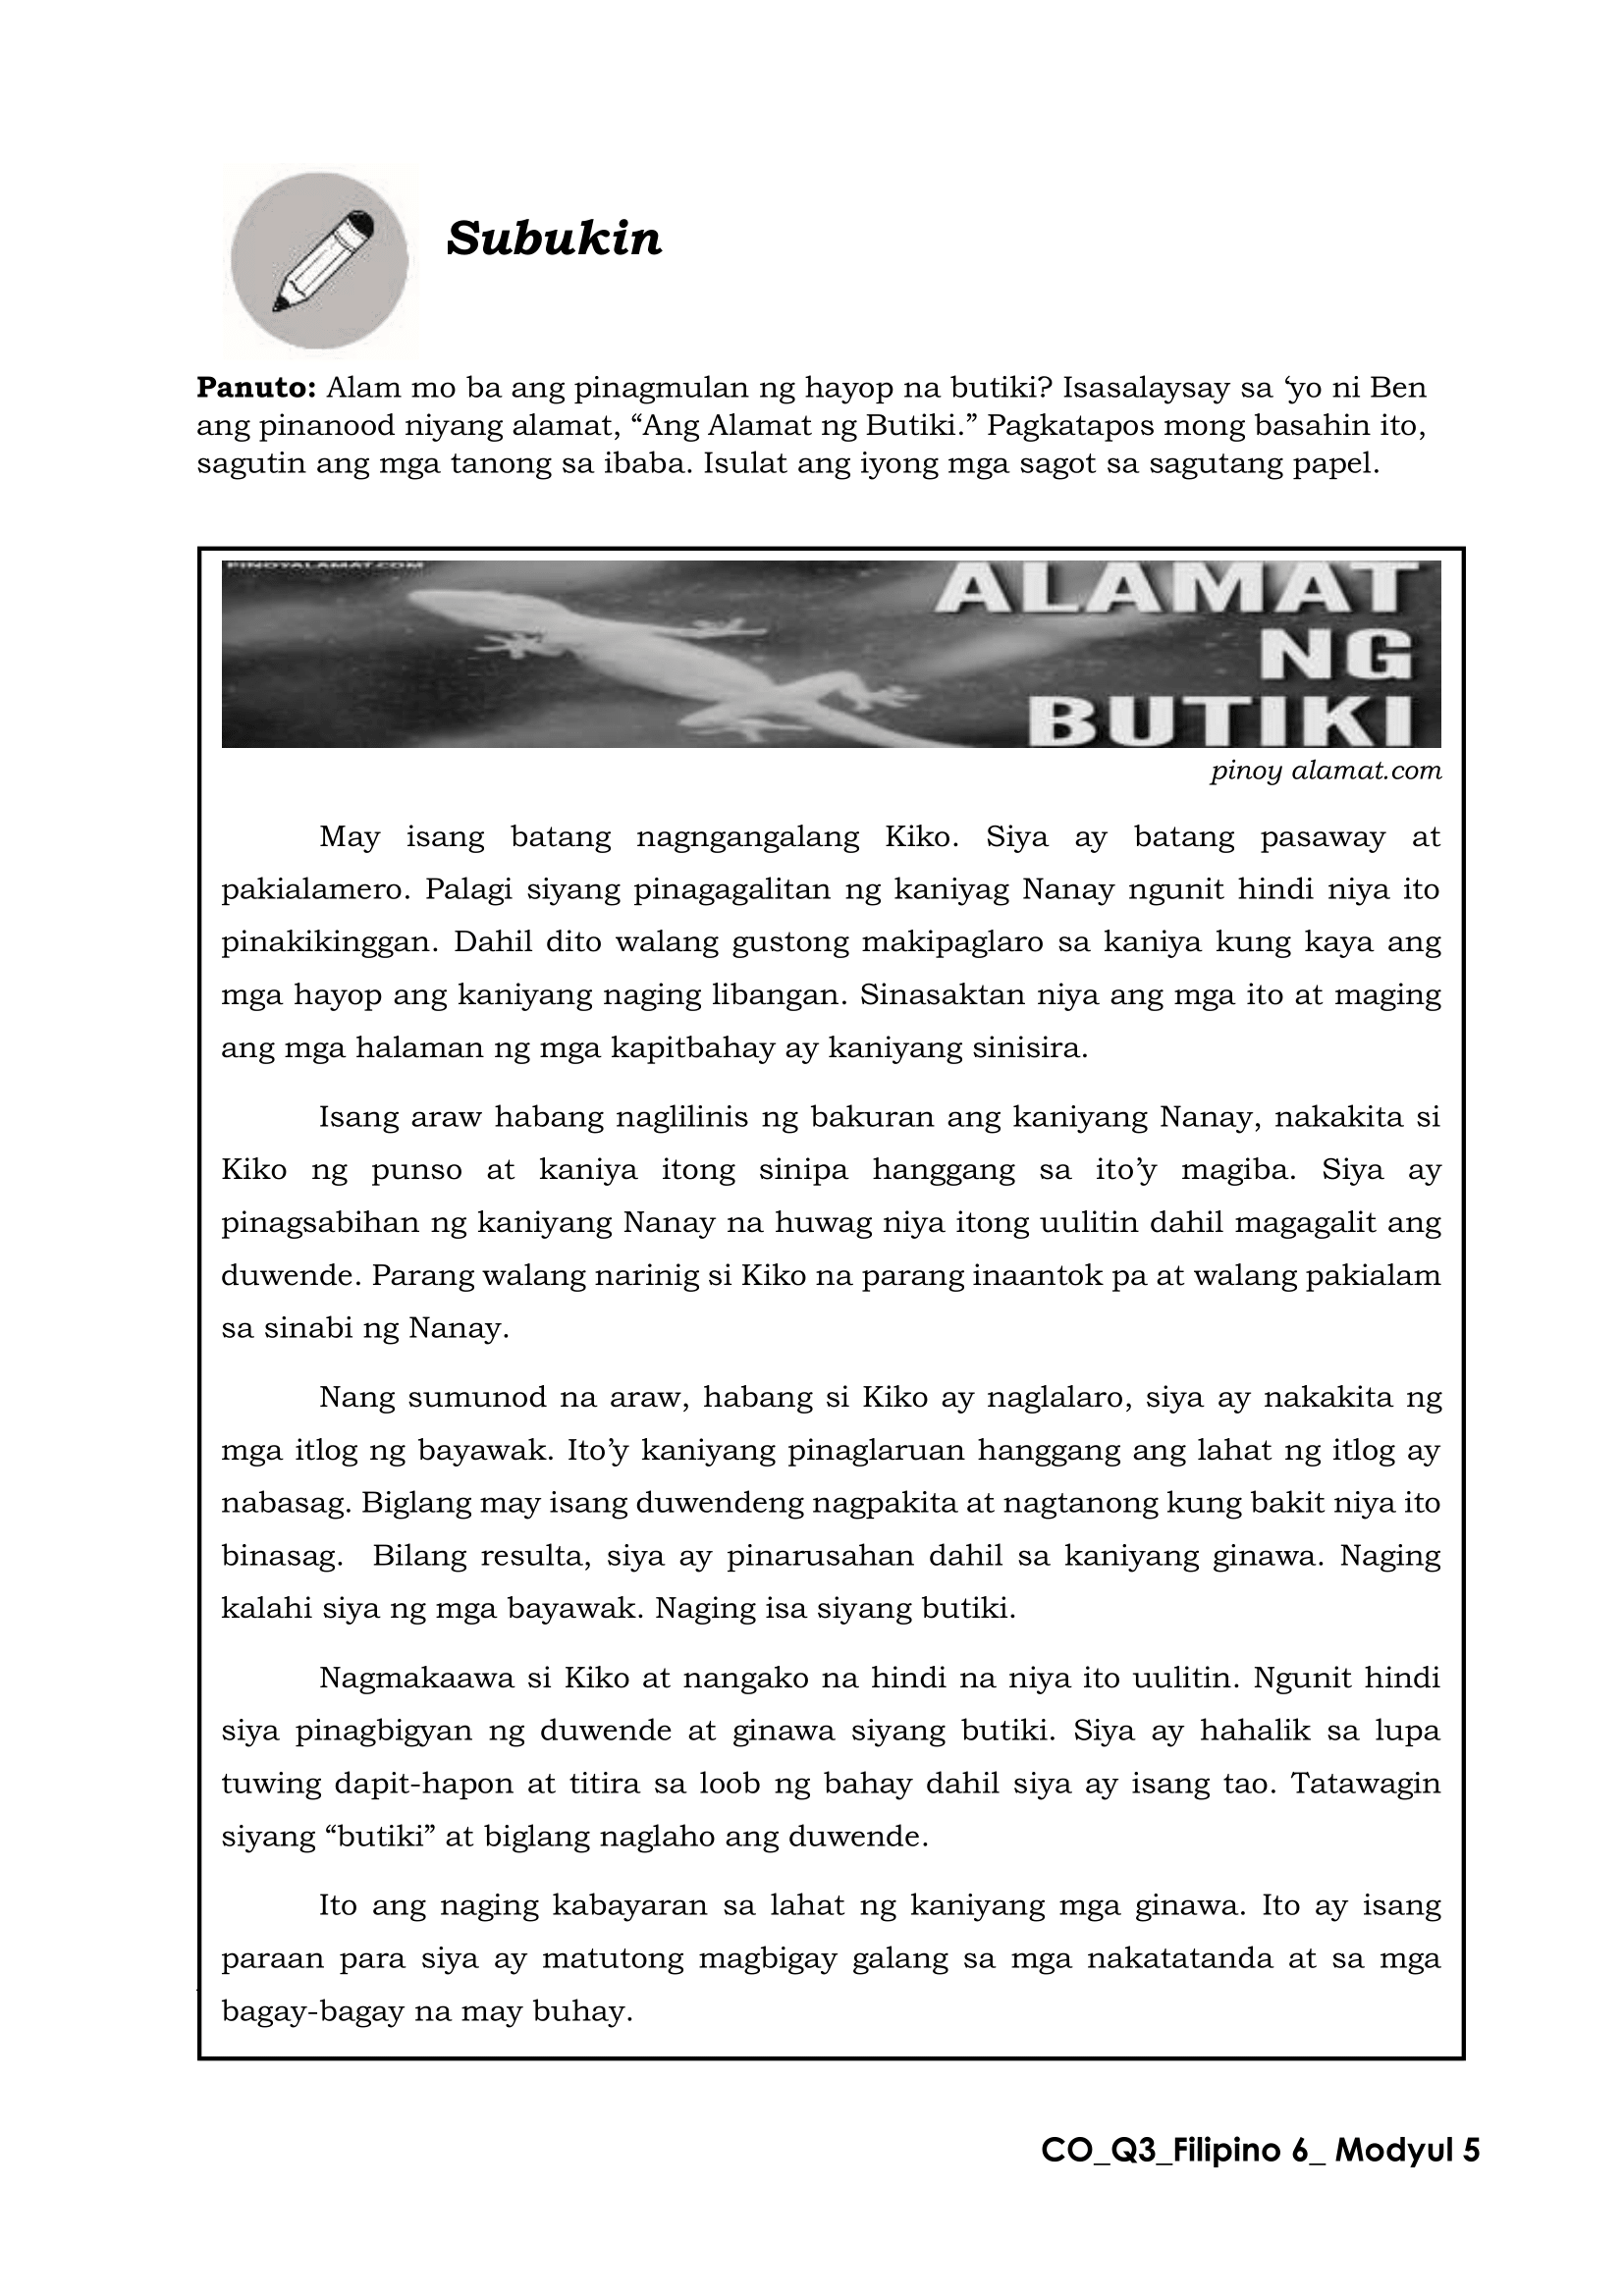 Subukin
Panuto: Alam mo ba ang pinagmulan ng hayop na butiki? Isasalaysay sa ‘yo ni Ben
ang pinanood niyang alamat, “Ang Alamat ng Butiki.” Pagkatapos mong basahin ito,
sagutin ang mga tanong sa ibaba. Isulat ang iyong mga sagot sa sagutang papel.
PINOYALAMAT.COM
ALAMAT
NG
BUTIKI
pinoy alamat.com
May isang batang nagngangalang Kiko. Siya ay batang pasaway at
pakialamero. Palagi siyang pinagagalitan ng kaniyag Nanay ngunit hindi niya ito
pinakikinggan. Dahil dito walang gustong makipaglaro sa kaniya kung kaya ang
mga hayop ang kaniyang naging libangan. Sinasaktan niya ang mga ito at maging
ang mga halaman ng mga kapitbahay ay kaniyang sinisira.
Isang araw habang naglilinis ng bakuran ang kaniyang Nanay, nakakita si
Kiko ng punso at kaniya itong sinipa hanggang sa ito’y magiba. Siya ay
pinagsabihan ng kaniyang Nanay na huwag niya itong uulitin dahil magagalit ang
duwende. Parang walang narinig si Kiko na parang inaantok pa at walang pakialam
sa sinabi ng Nanay.
Nang sumunod na araw, habang si Kiko ay naglalaro, siya ay nakakita ng
mga itlog ng bayawak. Ito’y kaniyang pinaglaruan hanggang ang lahat ng itlog ay
nabasag. Biglang may isang duwendeng nagpakita at nagtanong kung bakit niya ito
binasag.  Bilang resulta, siya ay pinarusahan dahil sa kaniyang ginawa. Naging
kalahi siya ng mga bayawak. Naging isa siyang butiki.
Nagmakaawa si Kiko at nangako na hindi na niya ito uulitin. Ngunit hindi
siya pinagbigyan ng duwende at ginawa siyang butiki. Siya ay hahalik sa lupa
tuwing dapit-hapon at titira sa loob ng bahay dahil siya ay isang tao. Tatawagin
siyang “butiki” at biglang naglaho ang duwende.
Ito ang naging kabayaran sa lahat ng kaniyang mga ginawa. Ito ay isang
paraan para siya ay matutong magbigay galang sa mga nakatatanda at sa mga
bagay-bagay na may buhay.
CO_Q3_Filipino 6_ Modyul 5